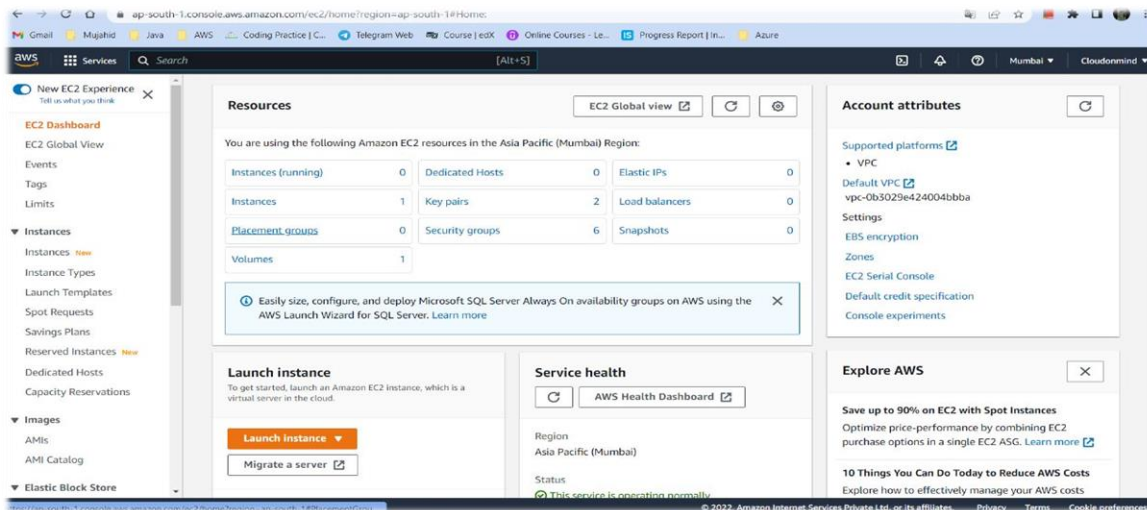 ap-south-1.console.aws.amazon.com/ec2/home?region=ap-south-1#Home:
Gmail Mujahid Java AWS Coding Practice | C... Telegram Web Course | edX Online Courses - Le... Progress Report | In... Azure
aws Services Search [Alt+S] Mumbai Cloudonmind
New EC2 Experience
Tell us what you think
EC2 Dashboard
EC2 Global View
Events
Tags
Limits
Instances
Instances New
Instance Types
Launch Templates
Spot Requests
Savings Plans
Reserved Instances New
Dedicated Hosts
Capacity Reservations
Images
AMIs
AMI Catalog
Elastic Block Store
Resources
EC2 Global view
You are using the following Amazon EC2 resources in the Asia Pacific (Mumbai) Region:
Instances (running) 0 Dedicated Hosts 0 Elastic IPs 0
Instances 1 Key pairs 2 Load balancers 0
Placement groups 0 Security groups 6 Snapshots 0
Volumes 1
Easily size, configure, and deploy Microsoft SQL Server Always On availability groups on AWS using the
AWS Launch Wizard for SQL Server. Learn more
Launch instance
To get started, launch an Amazon EC2 instance, which is a
virtual server in the cloud.
Launch instance
Migrate a server
Service health
AWS Health Dashboard
Region
Asia Pacific (Mumbai)
Status
This service is operating normally
Account attributes
Supported platforms
VPC
Default VPC
vpc-0b3029e424004bbba
Settings
EBS encryption
Zones
EC2 Serial Console
Default credit specification
Console experiments
Explore AWS
Save up to 90% on EC2 with Spot Instances
Optimize price-performance by combining EC2
purchase options in a single EC2 ASG. Learn more
10 Things You Can Do Today to Reduce AWS Costs
Explore how to effectively manage your AWS costs
© 2022, Amazon Internet Services Private Ltd. or its affiliates. Privacy Terms Cookie preferences